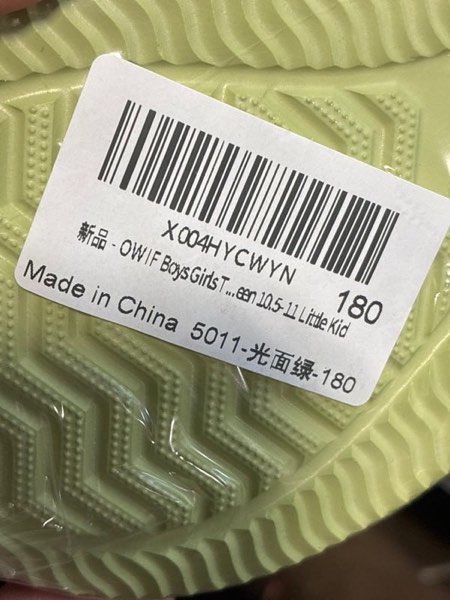 X004HYCWYN
新品 - OWIF Boys Girls T...een 10.5-11 Little Kid
180
Made in China 5011-光面绿-180